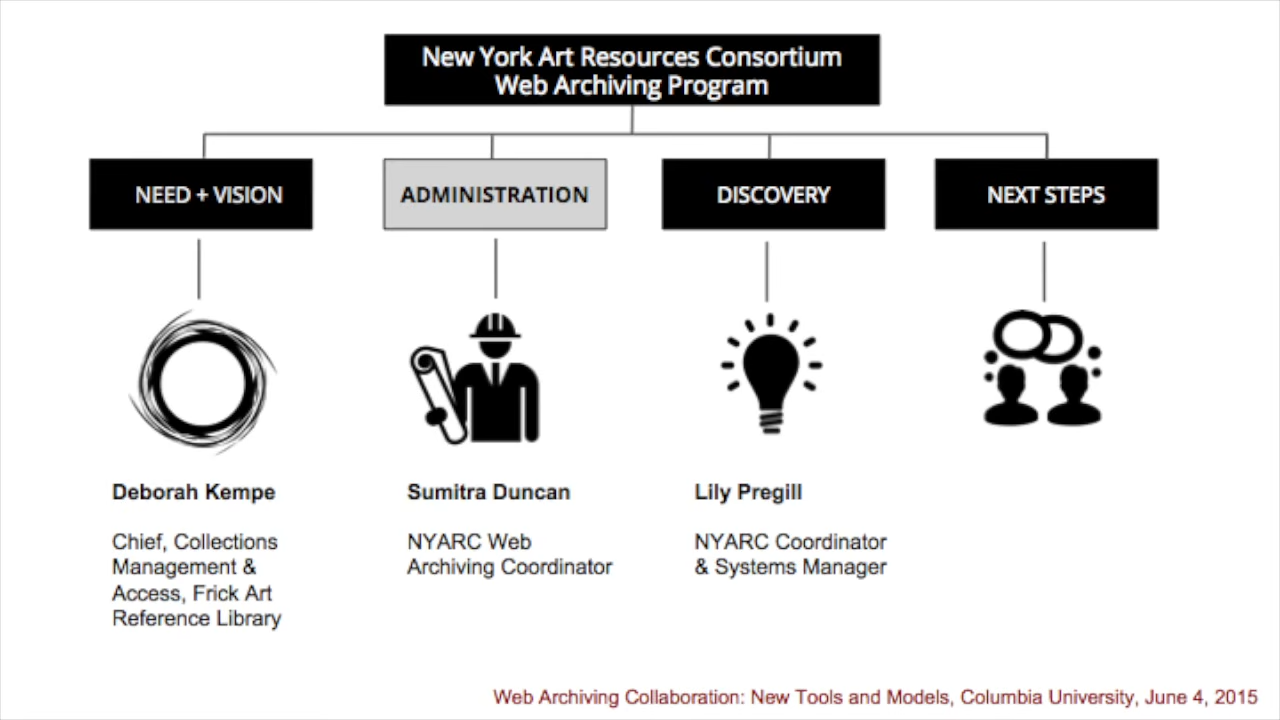 New York Art Resources Consortium
Web Archiving Program
NEED + VISION
ADMINISTRATION
DISCOVERY
NEXT STEPS
Deborah Kempe
Chief, Collections
Management &
Access, Frick Art
Reference Library
Sumitra Duncan
NYARC Web
Archiving Coordinator
Lily Pregill
NYARC Coordinator
& Systems Manager
Web Archiving Collaboration: New Tools and Models, Columbia University, June 4, 2015